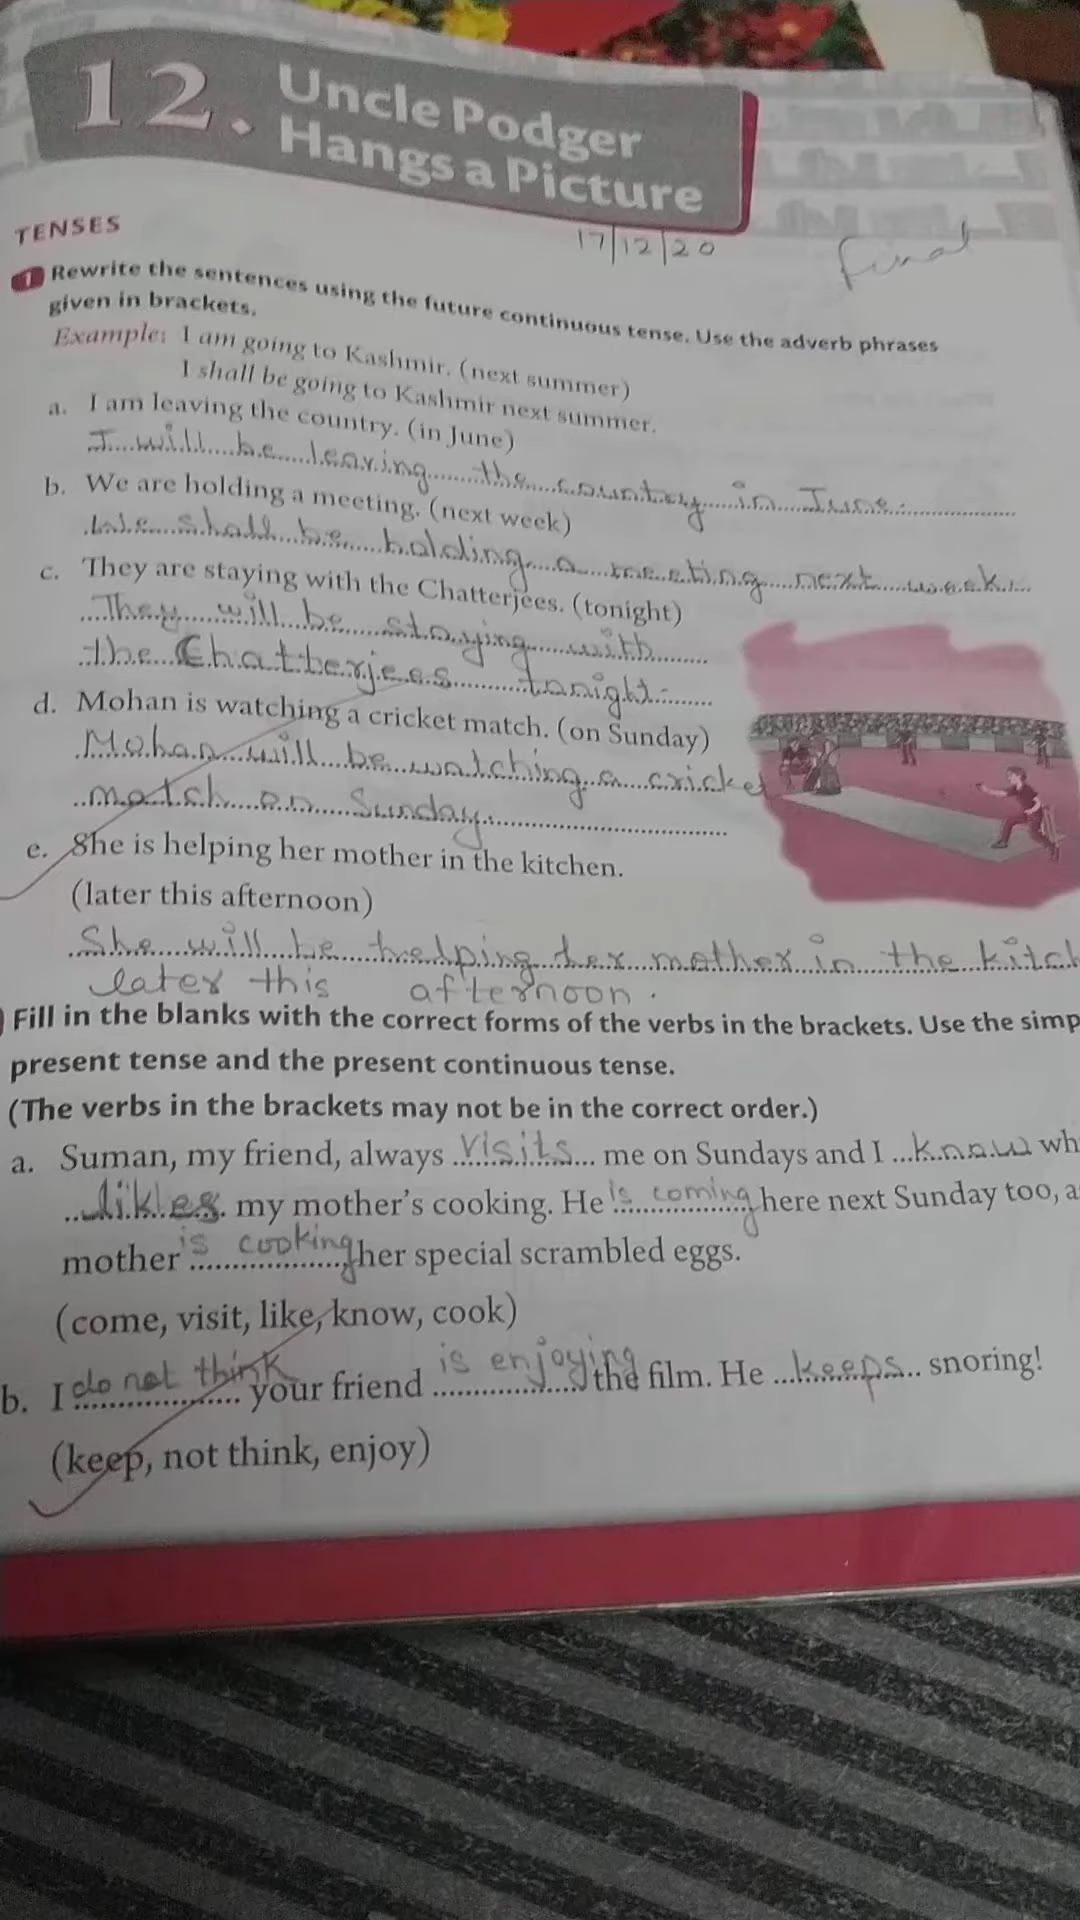 12. Uncle Podger
Hangs a Picture
TENSES
17/12/20
Final
1 Rewrite the sentences using the future continuous tense. Use the adverb phrases
given in brackets.
Example: I am going to Kashmir. (next summer)
I shall be going to Kashmir next summer.
a. I am leaving the country. (in June)
I will be leaving the country in June.
b. We are holding a meeting. (next week)
We shall be holding a meeting next week.
c. They are staying with the Chatterjees. (tonight)
They will be staying with
the Chatterjees tonight.
d. Mohan is watching a cricket match. (on Sunday)
Mohan will be watching a cricket
match on Sunday.
e. She is helping her mother in the kitchen.
(later this afternoon)
She will be helping her mother in the kitch
later this afternoon.
Fill in the blanks with the correct forms of the verbs in the brackets. Use the simp
present tense and the present continuous tense.
(The verbs in the brackets may not be in the correct order.)
a. Suman, my friend, always visits me on Sundays and I know wh
likes my mother's cooking. He is coming here next Sunday too, a
mother is cooking her special scrambled eggs.
(come, visit, like, know, cook)
b. I do not think your friend is enjoying the film. He keeps snoring!
(keep, not think, enjoy)